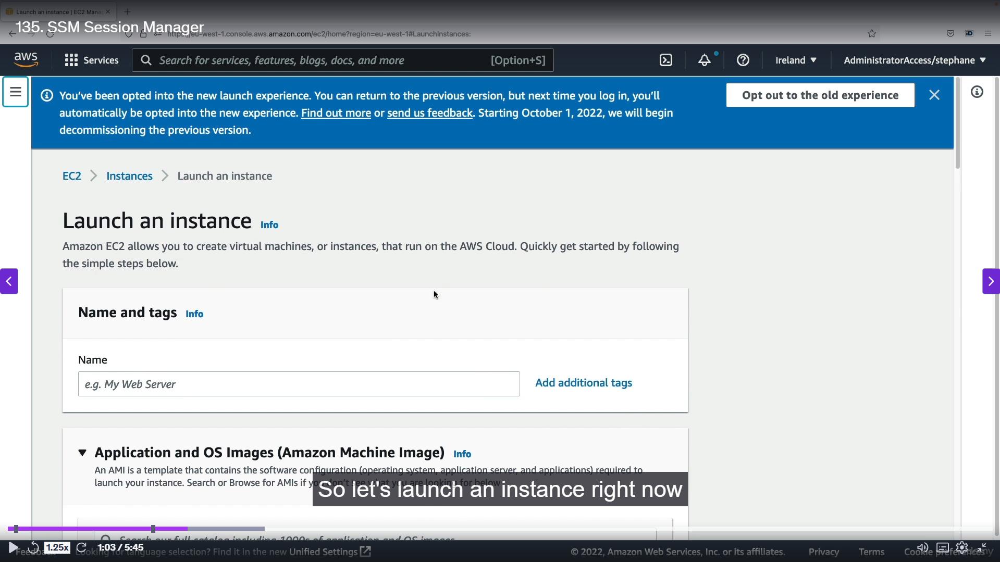 Launch an instance | EC2 Mana
135. SSM Session Manager
https://eu-west-1.console.aws.amazon.com/ec2/home?region=eu-west-1#LaunchInstances:
aws
Services
Search for services, features, blogs, docs, and more
[Option+S]
Ireland
AdministratorAccess/stephane
You've been opted into the new launch experience. You can return to the previous version, but next time you log in, you'll
automatically be opted into the new experience. Find out more or send us feedback. Starting October 1, 2022, we will begin
decommissioning the previous version.
Opt out to the old experience
EC2 > Instances > Launch an instance
Launch an instance Info
Amazon EC2 allows you to create virtual machines, or instances, that run on the AWS Cloud. Quickly get started by following
the simple steps below.
Name and tags Info
Name
e.g. My Web Server
Add additional tags
Application and OS Images (Amazon Machine Image) Info
An AMI is a template that contains the software configuration (operating system, application server, and applications) required to
launch your instance. Search or Browse for AMIs if you don't see what you are looking for below
So let's launch an instance right now
Search our full catalog including 1000s of application and OS images
1.25x
1:03 / 5:45
Feedback
Looking for language selection? Find it in the new Unified Settings
© 2022, Amazon Web Services, Inc. or its affiliates.
Privacy
Terms
Cookie preferences